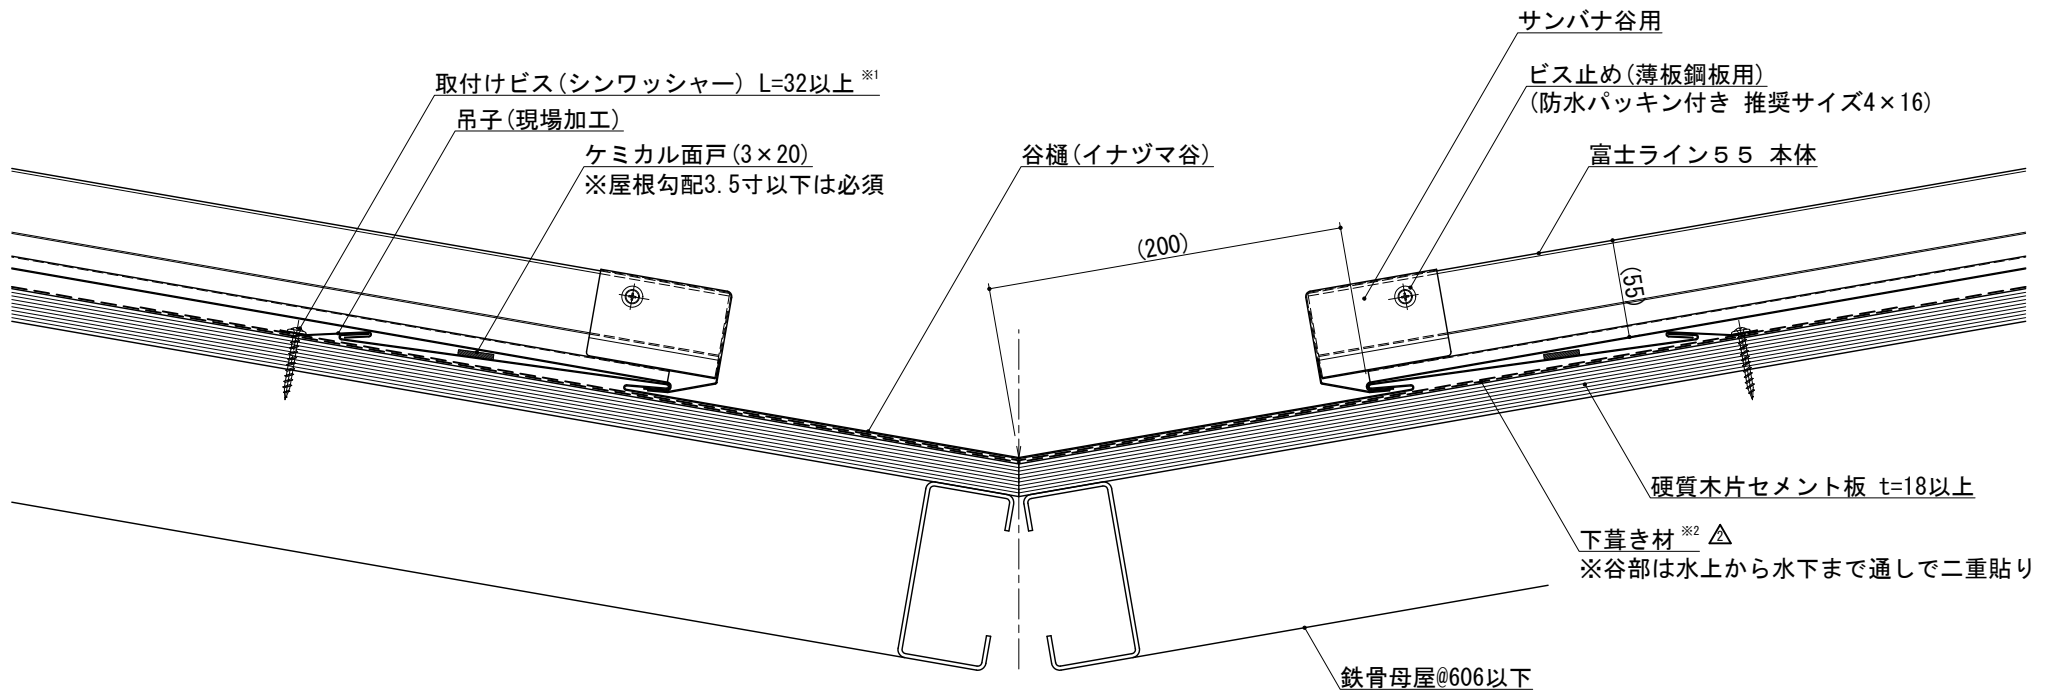 サンバナ谷用
取付けビス(シンワッシャー) L=32以上 ※1
ビス止め(薄板鋼板用)
(防水パッキン付き 推奨サイズ4×16)
吊子(現場加工)
ケミカル面戸(3×20)
※屋根勾配3.5寸以下は必須
谷樋(イナヅマ谷)
富士ライン55 本体
(200)
(55)
硬質木片セメント板 t=18以上
下葺き材 ※2 2
※谷部は水上から水下まで通しで二重貼り
鉄骨母屋@606以下